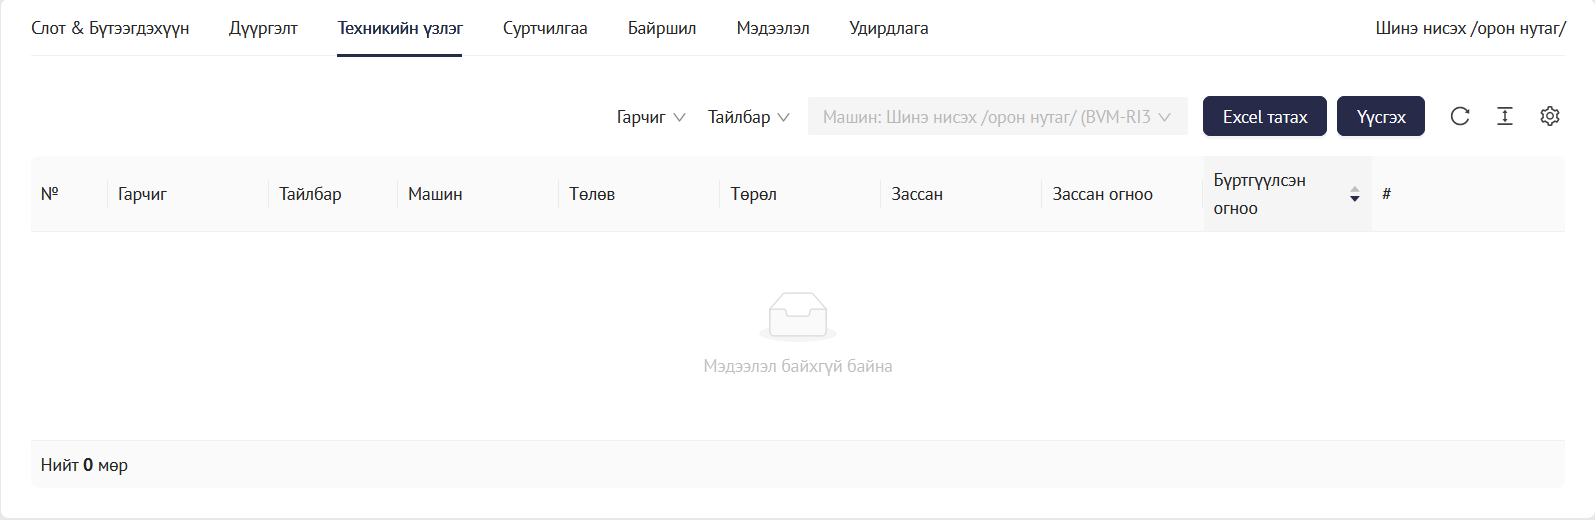 Слот & Бүтээгдэхүүн Дүүргэлт Техникийн үзлэг Суртчилгаа Байршил Мэдээлэл Удирдлага Шинэ нисэх /орон нутаг/
Гарчиг Тайлбар Машин: Шинэ нисэх /орон нутаг/ (BVM-RI3 Excel татах Үүсгэх
№ Гарчиг Тайлбар Машин Төлөв Төрөл Зассан Зассан огноо Бүртгүүлсэн огноо #
Мэдээлэл байхгүй байна
Нийт 0 мөр